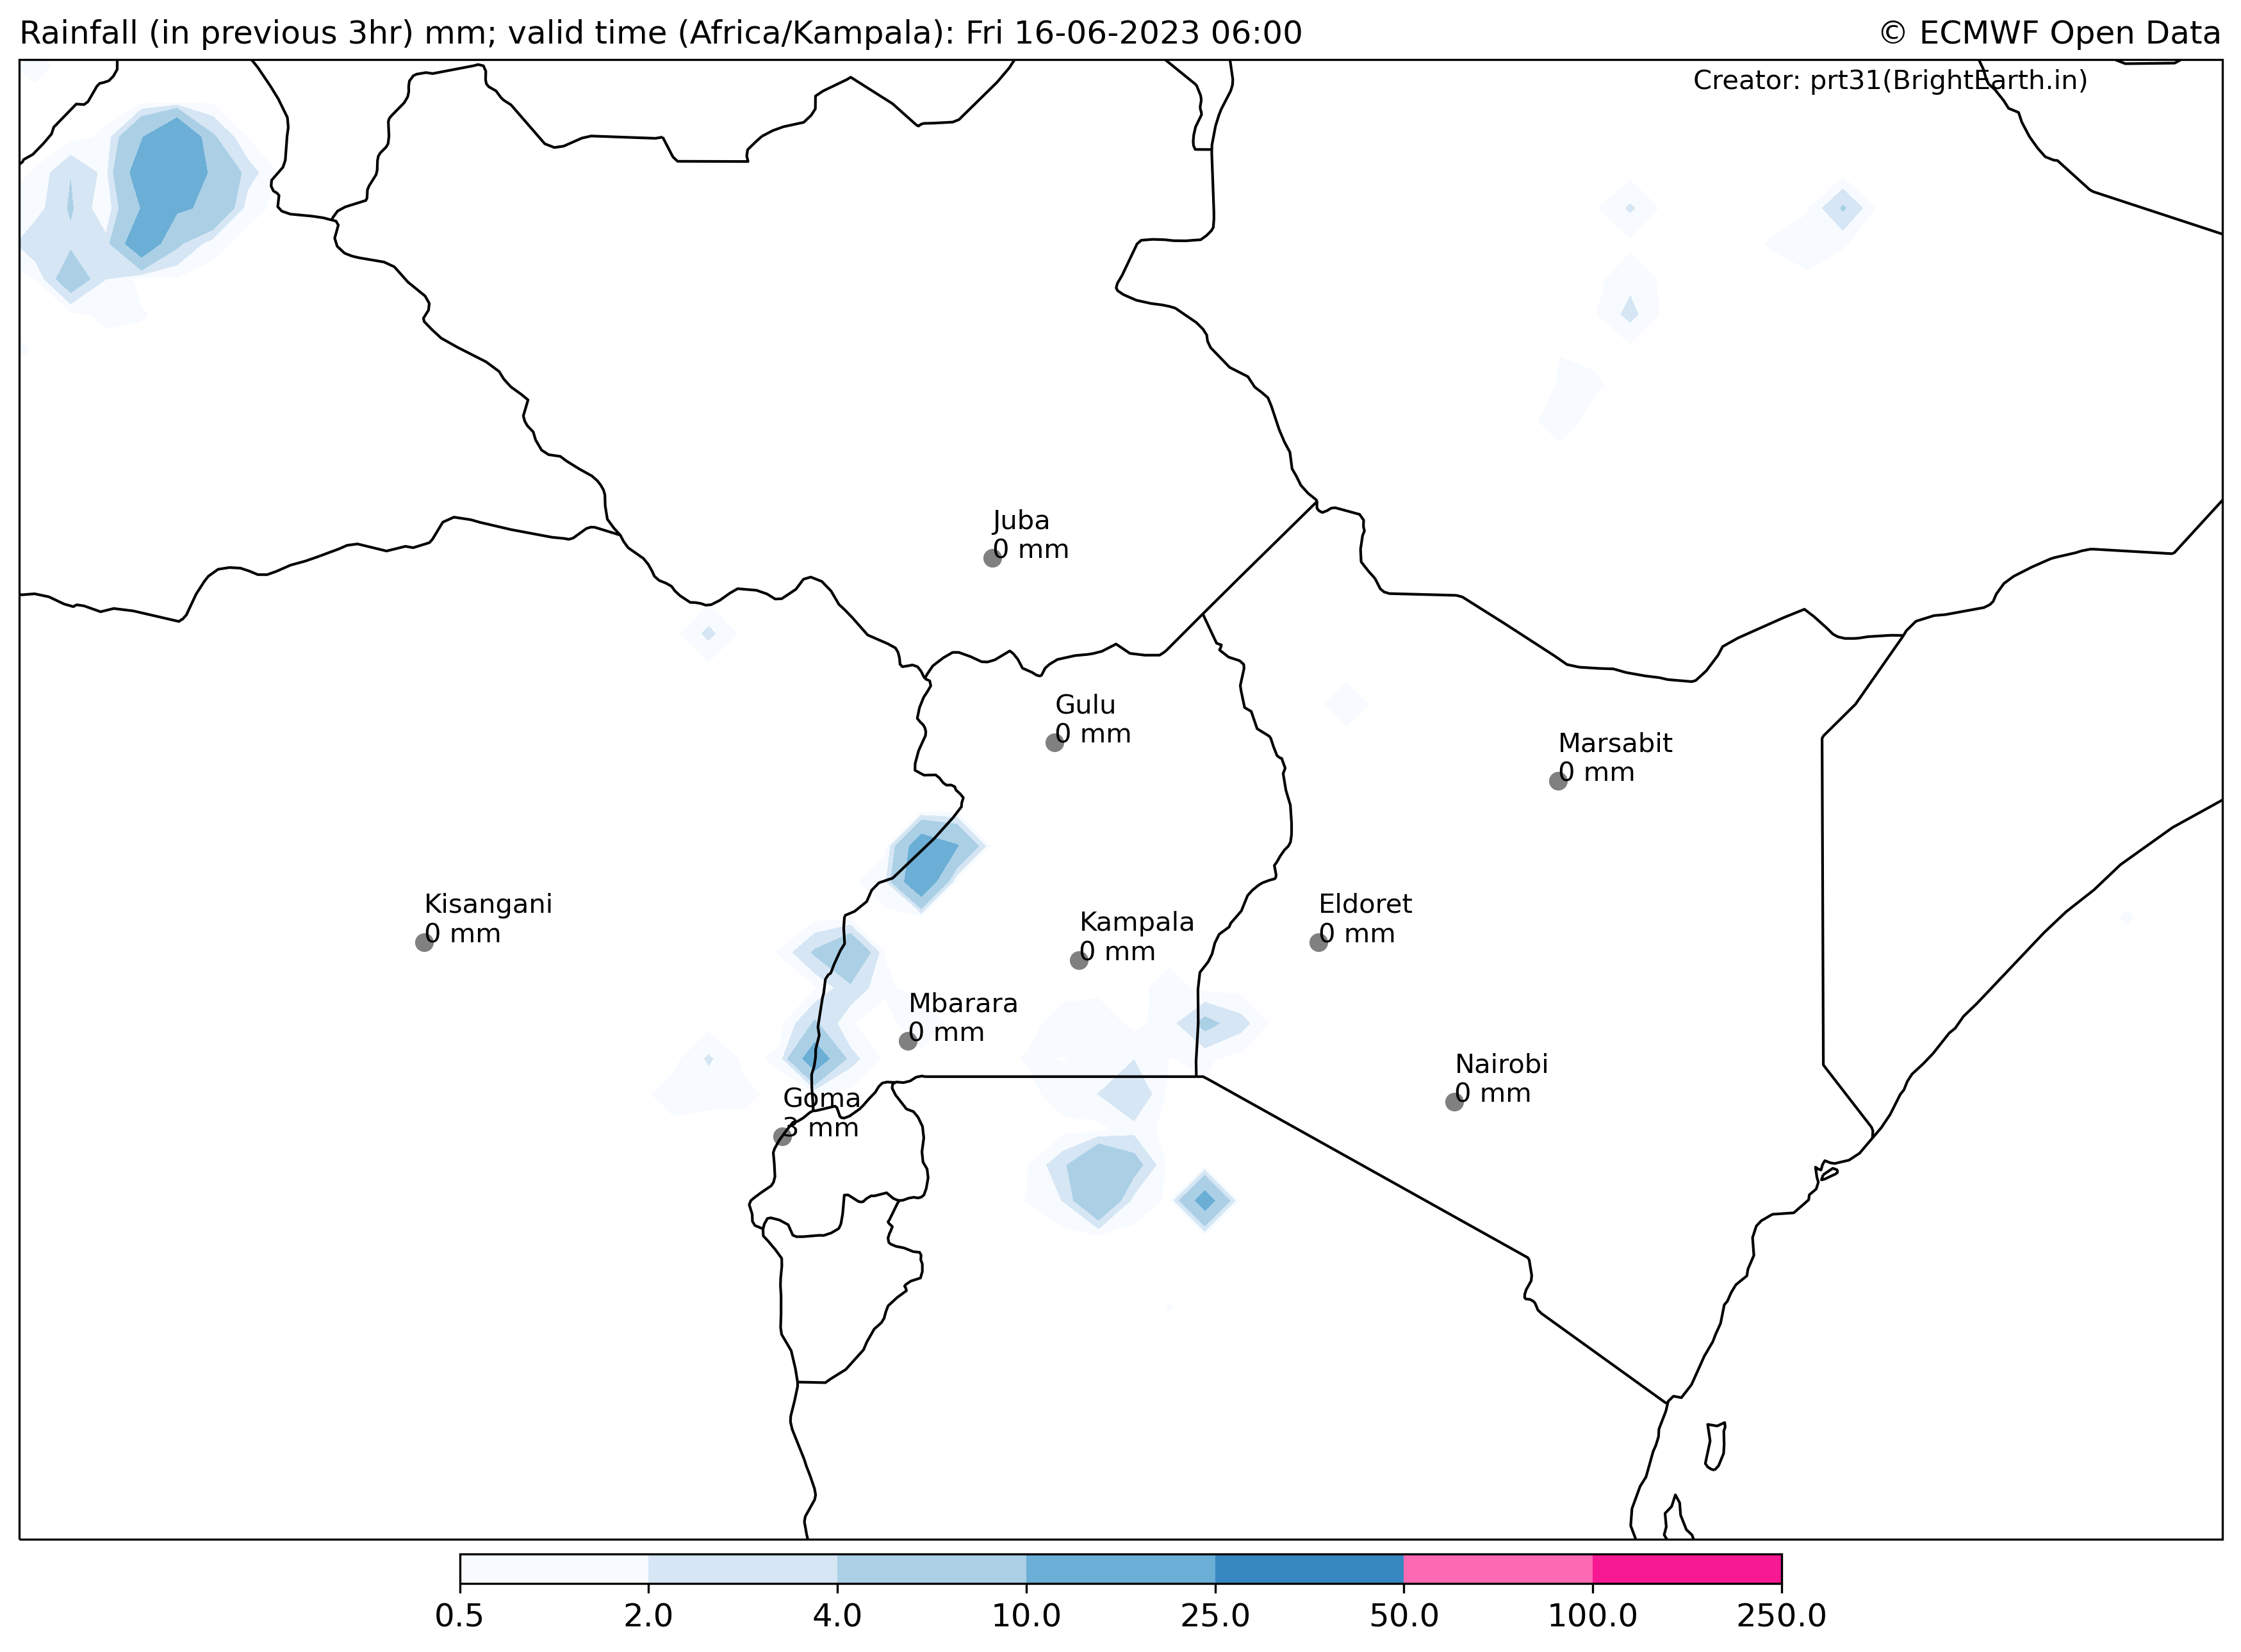 Rainfall (in previous 3hr) mm; valid time (Africa/Kampala): Fri 16-06-2023 06:00
© ECMWF Open Data
Creator: prt31(BrightEarth.in)
Juba
0 mm
Gulu
0 mm
Marsabit
0 mm
Kisangani
0 mm
Kampala
0 mm
Eldoret
0 mm
Mbarara
0 mm
Nairobi
0 mm
Goma
3 mm
0.5 2.0 4.0 10.0 25.0 50.0 100.0 250.0